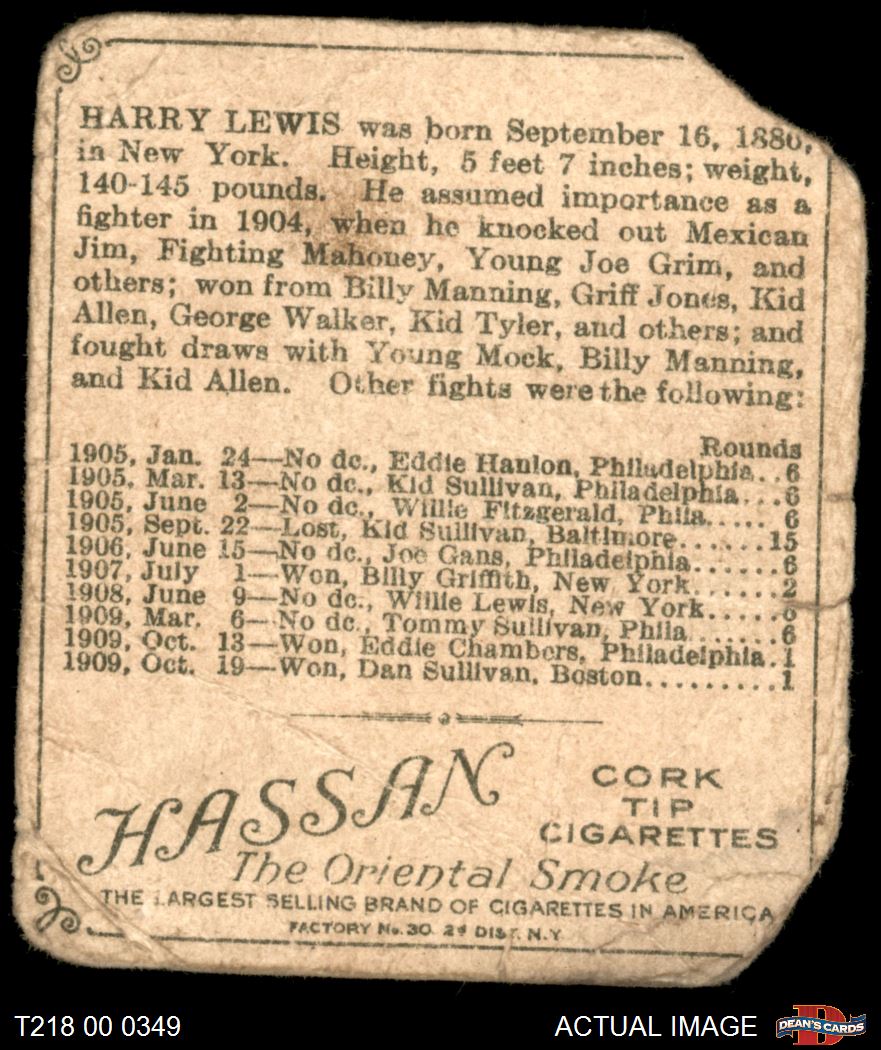 HARRY LEWIS was born September 16, 1886,
in New York. Height, 5 feet 7 inches; weight,
140-145 pounds. He assumed importance as a
fighter in 1904, when he knocked out Mexican
Jim, Fighting Mahoney, Young Joe Grim, and
others; won from Billy Manning, Griff Jones, Kid
Allen, George Walker, Kid Tyler, and others; and
fought draws with Young Mock, Billy Manning,
and Kid Allen. Other fights were the following:
Rounds
1905, Jan. 24—No dc., Eddie Hanlon, Philadelphia..6
1905, Mar. 13—No dc., Kid Sullivan, Philadelphia...6
1905, June 2—No dc., Willie Fitzgerald, Phila..... 6
1905, Sept. 22—Lost, Kid Sullivan, Baltimore.......15
1906, June 15—No dc., Joe Gans, Philadelphia......6
1907, July 1—Won, Billy Griffith, New York......2
1908, June 9—No dc., Willie Lewis, New York.....6
1909, Mar. 6—No dc., Tommy Sullivan, Phila......6
1909, Oct. 13—Won, Eddie Chambers, Philadelphia.1
1909, Oct. 19—Won, Dan Sullivan, Boston.........1
HASSAN
CORK
TIP
CIGARETTES
The Oriental Smoke
THE LARGEST SELLING BRAND OF CIGARETTES IN AMERICA
FACTORY No. 30 2d DIST. N.Y.
T218 00 0349
ACTUAL IMAGE
DEAN'S CARDS